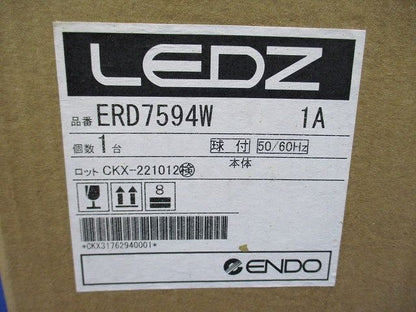 LEDZ
品番 ERD7594W 1A
個数 1台 球付 50/60Hz
ロット CKX-221012 検 本体
8
*CKX31762940001*
ENDO